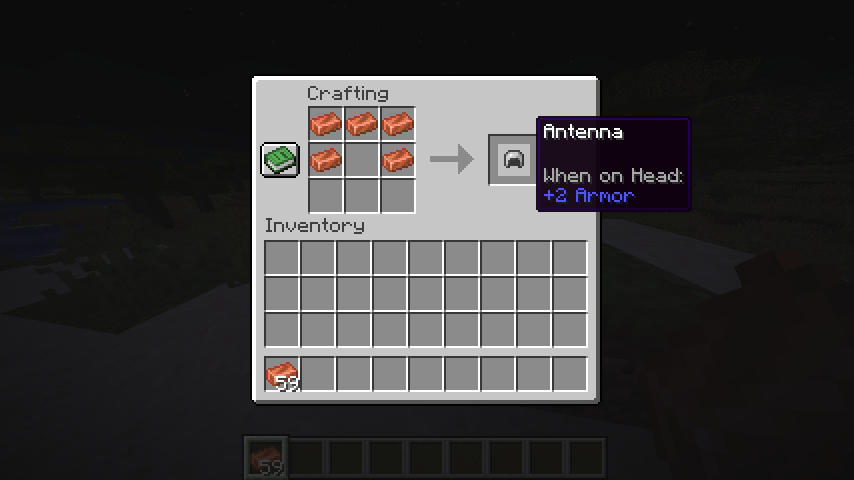 Crafting
Antenna
When on Head:
+2 Armor
Inventory
59
59